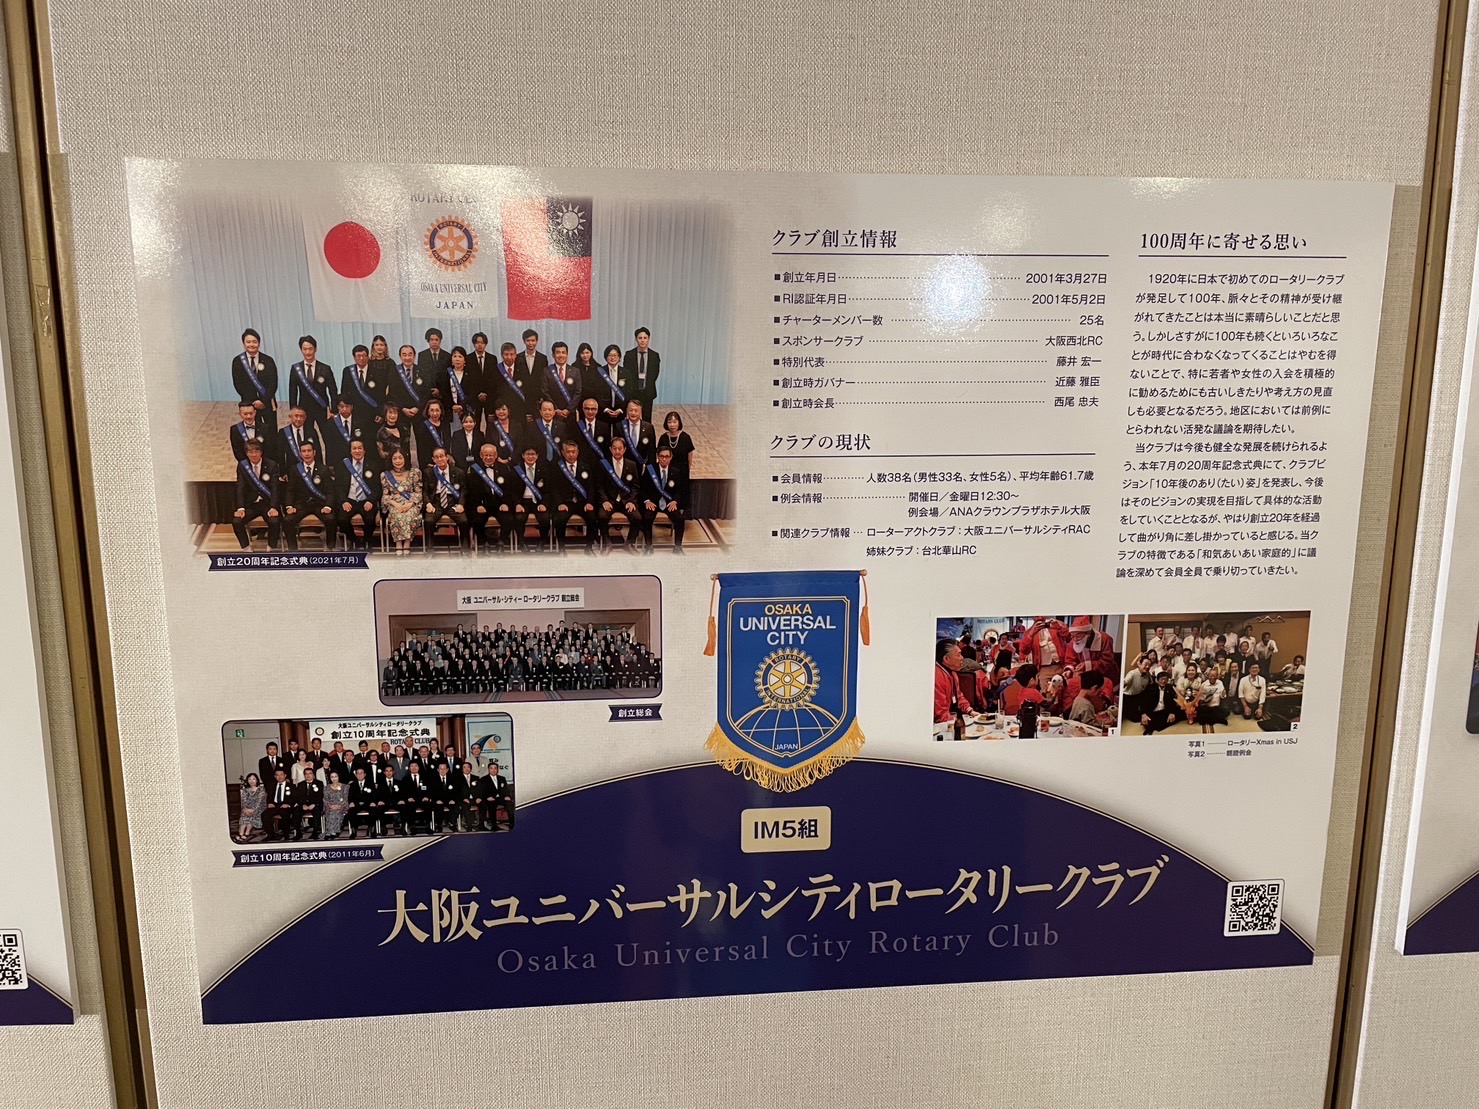 ROTARY CLUB
OSAKA UNIVERSAL CITY
JAPAN
創立20周年記念式典(2021年7月)
大阪 ユニバーサル・シティー ロータリークラブ 創立総会
創立総会
大阪ユニバーサルシティロータリークラブ
創立10周年記念式典
ROTARY CLUB
創立10周年記念式典(2011年6月)
クラブ創立情報
■創立年月日…………2001年3月27日
■RI認証年月日…………2001年5月2日
■チャーターメンバー数…………25名
■スポンサークラブ…………大阪西北RC
■特別代表…………藤井 宏一
■創立時ガバナー…………近藤 雅臣
■創立時会長…………西尾 忠夫
クラブの現状
■会員情報…………人数38名(男性33名、女性5名)、平均年齢61.7歳
■例会情報…………開催日/金曜日12:30〜
例会場/ANAクラウンプラザホテル大阪
■関連クラブ情報…ローターアクトクラブ:大阪ユニバーサルシティRAC
姉妹クラブ:台北華山RC
100周年に寄せる思い
1920年に日本で初めてのロータリークラブ
が発足して100年、脈々とその精神が受け継
がれてきたことは本当に素晴らしいことだと思
う。しかしさすがに100年も続くといろいろなこ
とが時代に合わなくなってくることはやむを得
ないことで、特に若者や女性の入会を積極的
に勧めるためにも古いしきたりや考え方の見直
しも必要となるだろう。地区においては前例に
とらわれない活発な議論を期待したい。
当クラブは今後も健全な発展を続けられるよ
う、本年7月の20周年記念式典にて、クラブビ
ジョン「10年後のあり(たい)姿」を発表し、今後
はそのビジョンの実現を目指して具体的な活動
をしていくこととなるが、やはり創立20年を経過
して曲がり角に差し掛かっていると感じる。当ク
ラブの特徴である「和気あいあい家庭的」に議
論を深めて会員全員で乗り切っていきたい。
OSAKA
UNIVERSAL
CITY
ROTARY
INTERNATIONAL
JAPAN
1
2
写真1………ロータリーXmas in USJ
写真2………親睦例会
IM5組
大阪ユニバーサルシティロータリークラブ
Osaka Universal City Rotary Club